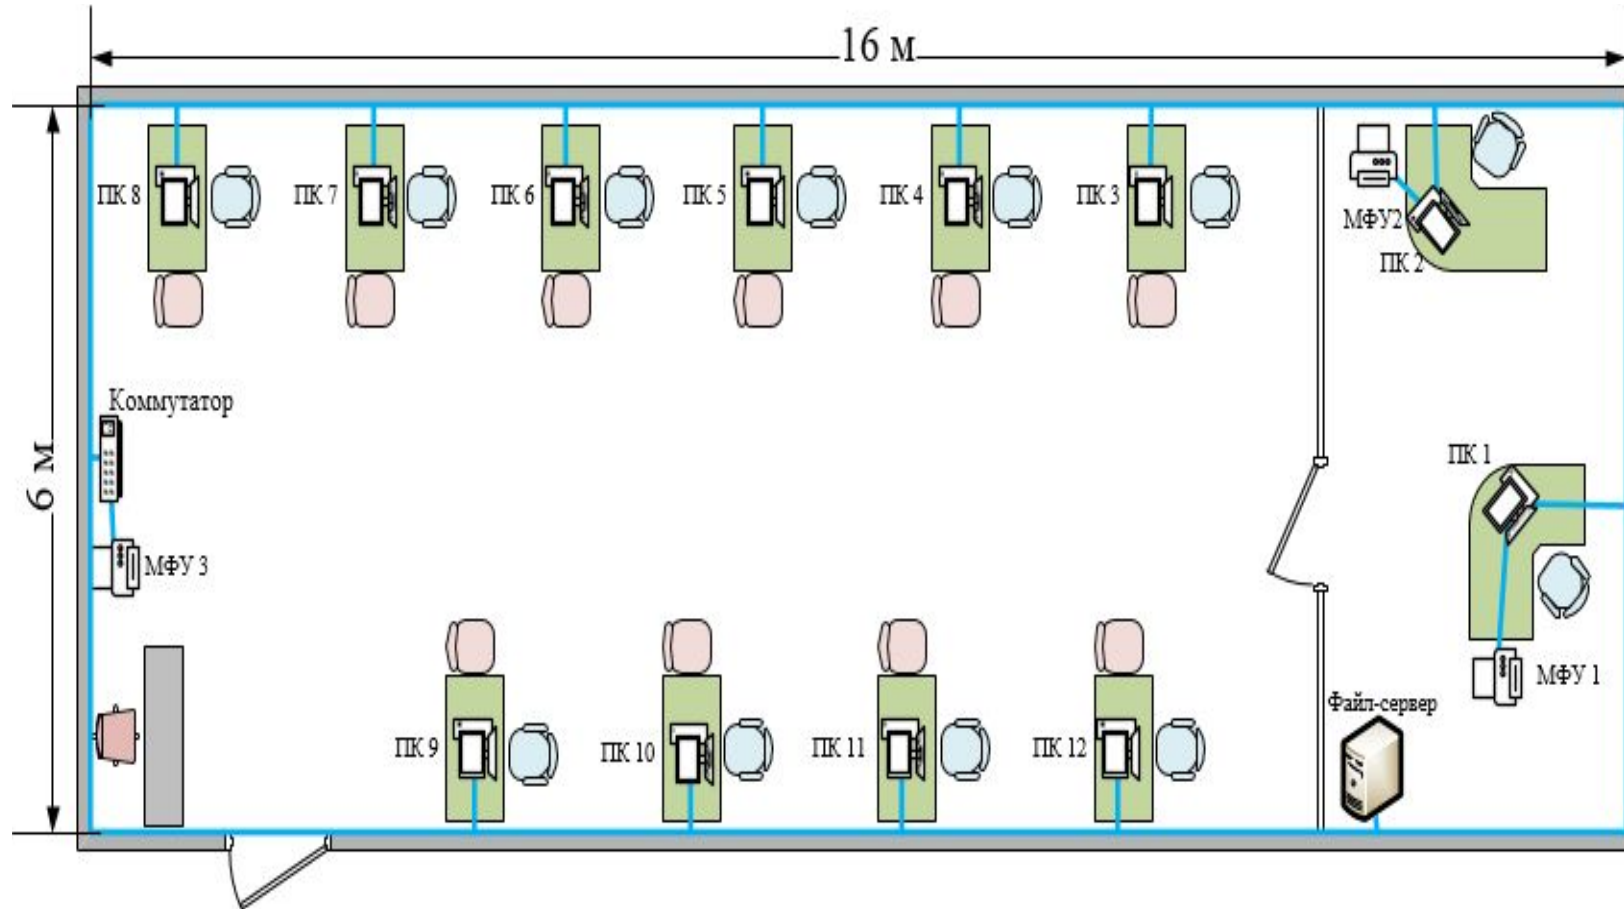 16 м
6 м
ПК 8
ПК 7
ПК 6
ПК 5
ПК 4
ПК 3
МФУ2
ПК 2
Коммутатор
МФУ 3
ПК 1
МФУ 1
Файл-сервер
ПК 9
ПК 10
ПК 11
ПК 12